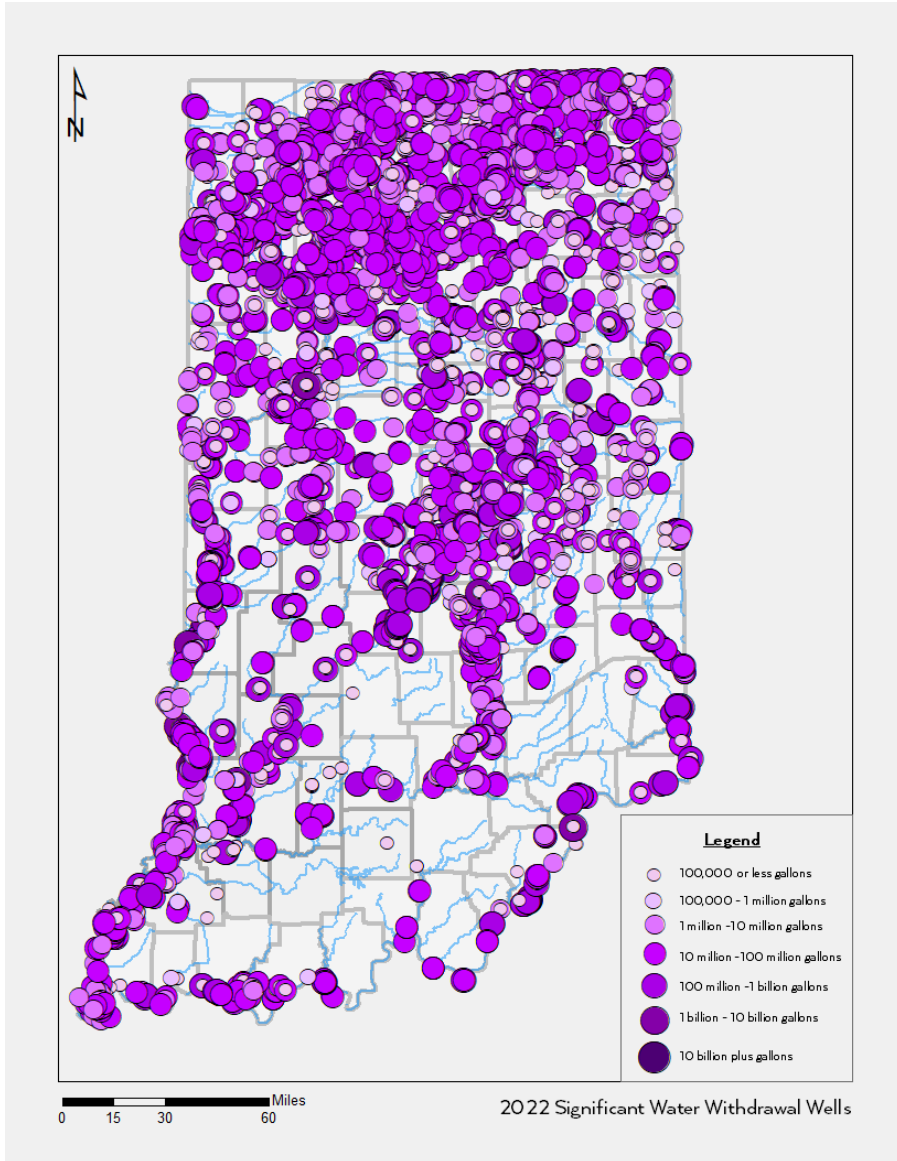 N
Legend
100,000 or less gallons
100,000 - 1 million gallons
1 million -10 million gallons
10 million -100 million gallons
100 million -1 billion gallons
1 billion - 10 billion gallons
10 billion plus gallons
Miles
0 15 30 60
2022 Significant Water Withdrawal Wells